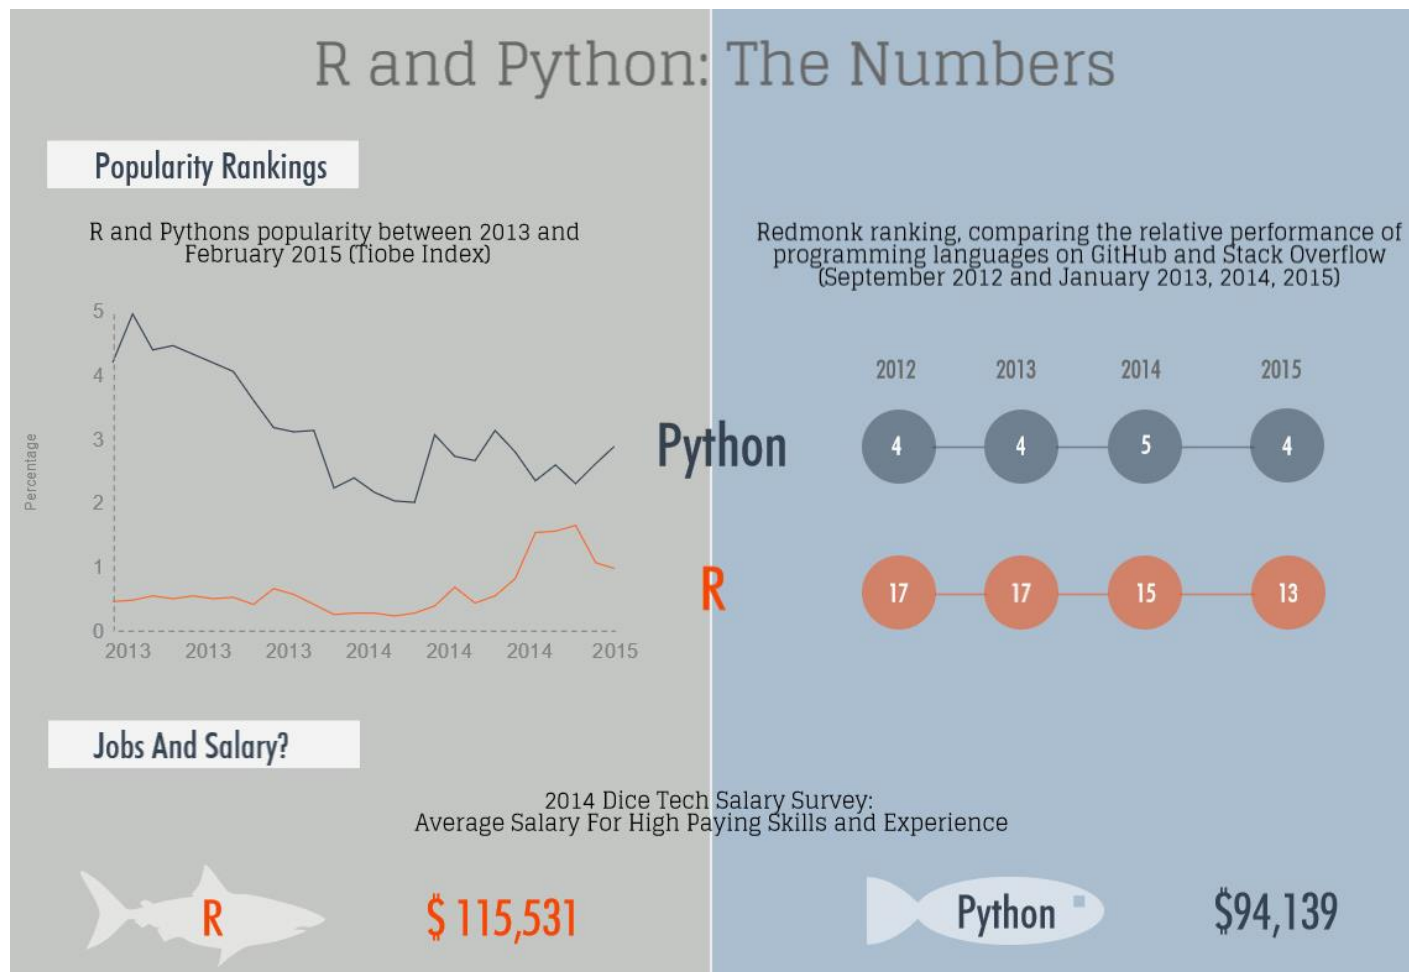 R and Python: The Numbers
Popularity Rankings
R and Pythons popularity between 2013 and
February 2015 (Tiobe Index)
5
4
3
2
1
0
Percentage
2013 2013 2013 2014 2014 2014 2015
Redmonk ranking, comparing the relative performance of
programming languages on GitHub and Stack Overflow
(September 2012 and January 2013, 2014, 2015)
2012 2013 2014 2015
Python 4 4 5 4
R 17 17 15 13
Jobs And Salary?
2014 Dice Tech Salary Survey:
Average Salary For High Paying Skills and Experience
R $ 115,531
Python $94,139